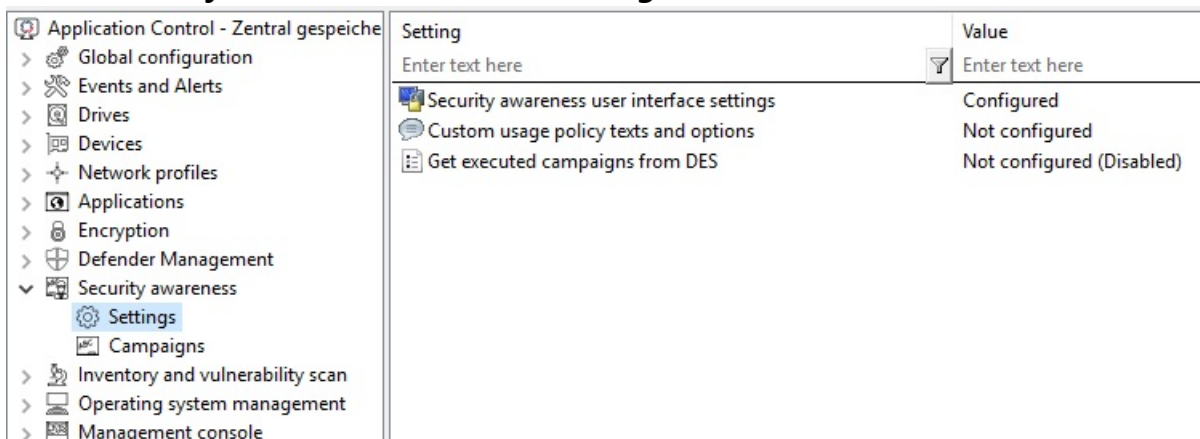 Application Control - Zentral gespeiche
Global configuration
Events and Alerts
Drives
Devices
Network profiles
Applications
Encryption
Defender Management
Security awareness
Settings
Campaigns
Inventory and vulnerability scan
Operating system management
Management console
Setting Value
Enter text here Enter text here
Security awareness user interface settings Configured
Custom usage policy texts and options Not configured
Get executed campaigns from DES Not configured (Disabled)